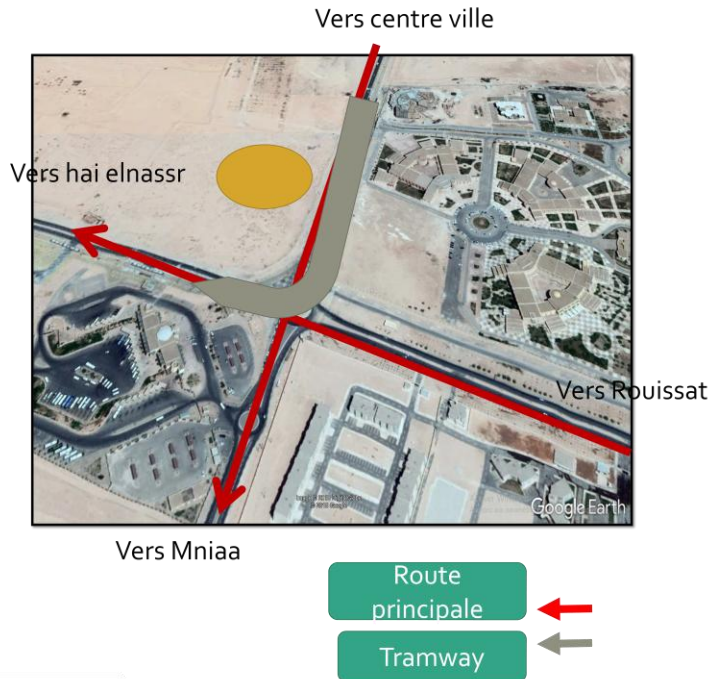 Vers centre ville
Vers hai elnassr
Vers Rouissat
Google Earth
Vers Mniaa
Route
principale
Tramway